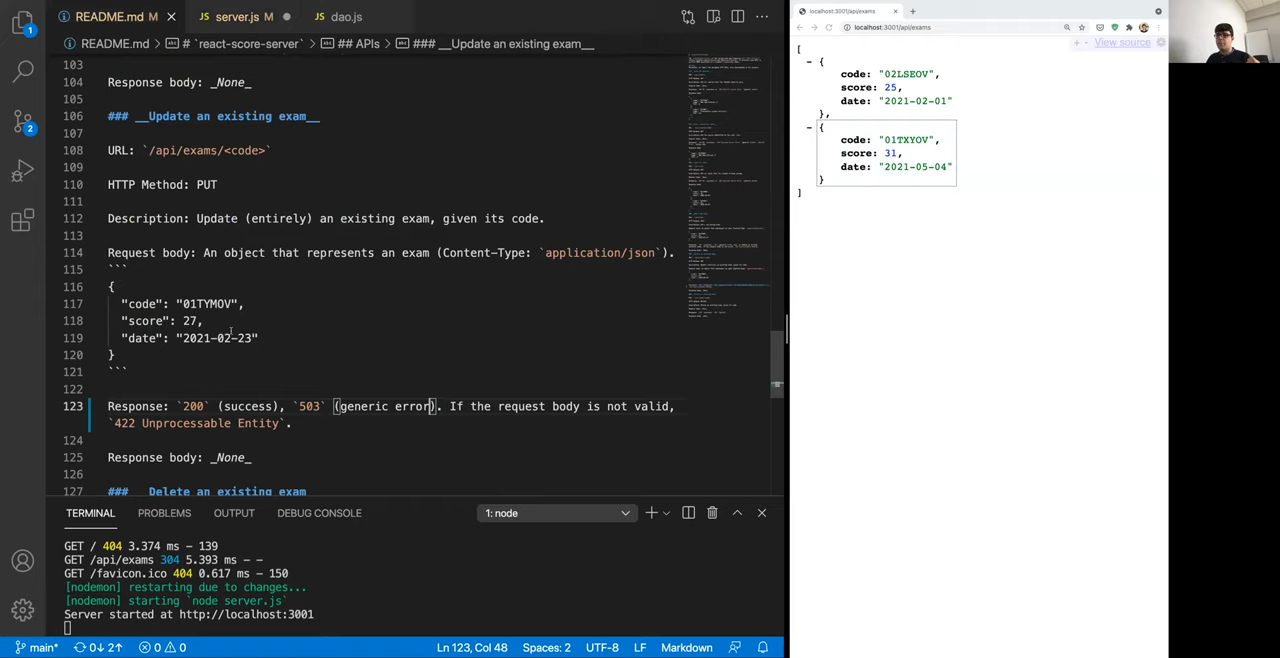 README.md M
server.js M
dao.js
README.md > # `react-score-server` > ## APIs > ### __Update an existing exam__
103
104 Response body: _None_
105
106 ### __Update an existing exam__
107
108 URL: `/api/exams/<code>`
109
110 HTTP Method: PUT
111
112 Description: Update (entirely) an existing exam, given its code.
113
114 Request body: An object that represents an exam (Content-Type: `application/json`).
115 ```
116 {
117 "code": "01TYMOV",
118 "score": 27,
119 "date": "2021-02-23"
120 }
121 ```
122
123 Response: `200` (success), `503` (generic error). If the request body is not valid,
`422 Unprocessable Entity`.
124
125 Response body: _None_
126
127 ### __Delete an existing exam__
TERMINAL PROBLEMS OUTPUT DEBUG CONSOLE 1: node
GET / 404 3.374 ms - 139
GET /api/exams 304 5.393 ms - -
GET /favicon.ico 404 0.617 ms - 150
[nodemon] restarting due to changes...
[nodemon] starting `node server.js`
Server started at http://localhost:3001
main* 0↓ 2↑ 0 0 Ln 123, Col 48 Spaces: 2 UTF-8 LF Markdown
localhost:3001/api/exams
localhost:3001/api/exams
+ - View source
[
- {
code: "02LSEOV",
score: 25,
date: "2021-02-01"
},
- {
code: "01TXYOV",
score: 31,
date: "2021-05-04"
}
]
1
2